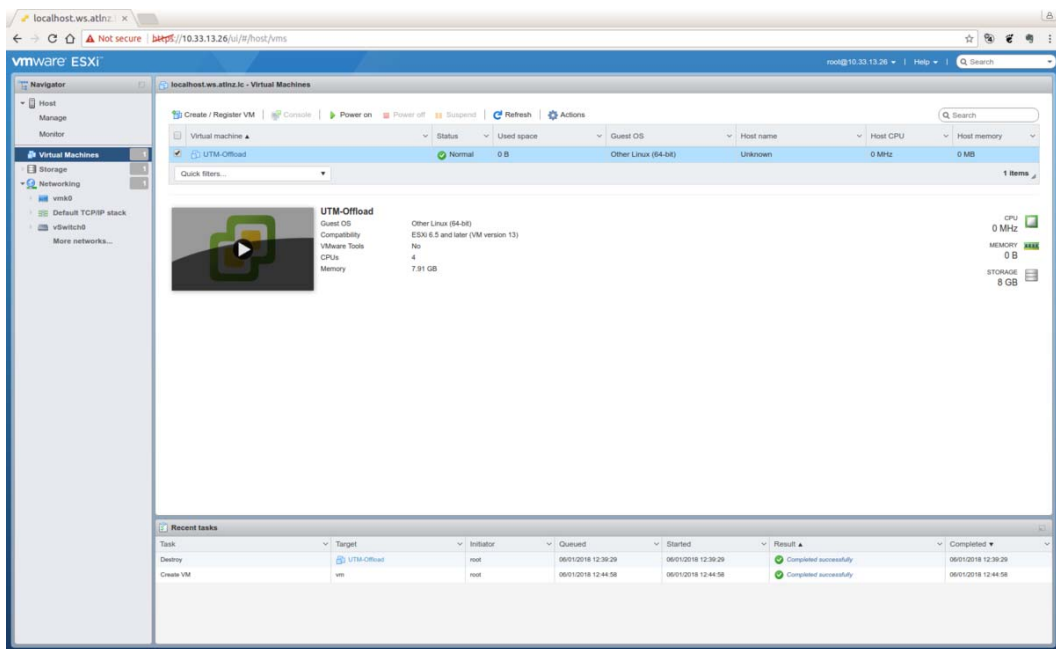 localhost.ws.atlnz.l
Not secure https://10.33.13.26/ui/#/host/vms
vmware ESXi™
root@10.33.13.26 | Help | Search
Navigator
localhost.ws.atlnz.lc - Virtual Machines
Host
Manage
Monitor
Virtual Machines 1
Storage 1
Networking 1
vmk0
Default TCP/IP stack
vSwitch0
More networks...
Create / Register VM | Console | Power on Power off Suspend | Refresh | Actions
Search
Virtual machine Status Used space Guest OS Host name Host CPU Host memory
UTM-Offload Normal 0 B Other Linux (64-bit) Unknown 0 MHz 0 MB
Quick filters... 1 items
UTM-Offload
Guest OS Other Linux (64-bit)
Compatibility ESXi 6.5 and later (VM version 13)
VMware Tools No
CPUs 4
Memory 7.91 GB
CPU
0 MHz
MEMORY
0 B
STORAGE
8 GB
Recent tasks
Task Target Initiator Queued Started Result Completed
Destroy UTM-Offload root 06/01/2018 12:39:29 06/01/2018 12:39:29 Completed successfully 06/01/2018 12:39:29
Create VM vm root 06/01/2018 12:44:58 06/01/2018 12:44:58 Completed successfully 06/01/2018 12:44:58